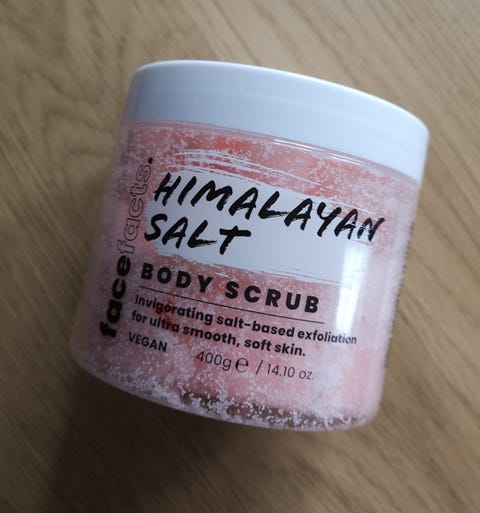 facefacts.
HIMALAYAN
SALT
BODY SCRUB
Invigorating salt-based exfoliation
for ultra smooth, soft skin.
VEGAN
400g ℮ / 14.10 oz.